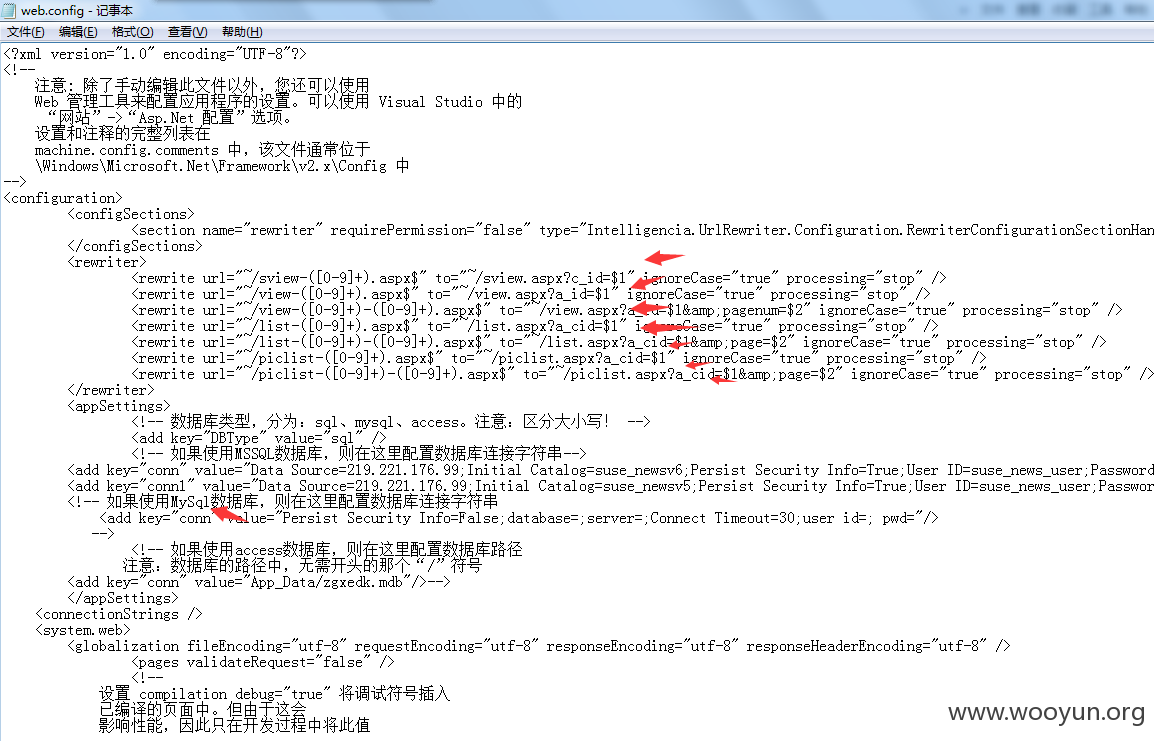 web.config - 记事本
文件(F) 编辑(E) 格式(O) 查看(V) 帮助(H)
<?xml version="1.0" encoding="UTF-8"?>
<!--
注意: 除了手动编辑此文件以外，您还可以使用
Web 管理工具来配置应用程序的设置。可以使用 Visual Studio 中的
“网站”->“Asp.Net 配置”选项。
设置和注释的完整列表在
machine.config.comments 中，该文件通常位于
\Windows\Microsoft.Net\Framework\v2.x\Config 中
-->
<configuration>
<configSections>
<section name="rewriter" requirePermission="false" type="Intelligencia.UrlRewriter.Configuration.RewriterConfigurationSectionHan
</configSections>
<rewriter>
<rewrite url="~/sview-([0-9]+).aspx$" to="~/sview.aspx?c_id=$1" ignoreCase="true" processing="stop" />
<rewrite url="~/view-([0-9]+).aspx$" to="~/view.aspx?a_id=$1" ignoreCase="true" processing="stop" />
<rewrite url="~/view-([0-9]+)-([0-9]+).aspx$" to="~/view.aspx?a_id=$1&amp;pagenum=$2" ignoreCase="true" processing="stop" />
<rewrite url="~/list-([0-9]+).aspx$" to="~/list.aspx?a_cid=$1" ignoreCase="true" processing="stop" />
<rewrite url="~/list-([0-9]+)-([0-9]+).aspx$" to="~/list.aspx?a_cid=$1&amp;page=$2" ignoreCase="true" processing="stop" />
<rewrite url="~/piclist-([0-9]+).aspx$" to="~/piclist.aspx?a_cid=$1" ignoreCase="true" processing="stop" />
<rewrite url="~/piclist-([0-9]+)-([0-9]+).aspx$" to="~/piclist.aspx?a_cid=$1&amp;page=$2" ignoreCase="true" processing="stop" />
</rewriter>
<appSettings>
<!-- 数据库类型，分为：sql、mysql、access。注意：区分大小写！ -->
<add key="DBType" value="sql" />
<!-- 如果使用MSSQL数据库，则在这里配置数据库连接字符串-->
<add key="conn" value="Data Source=219.221.176.99;Initial Catalog=suse_newsv6;Persist Security Info=True;User ID=suse_news_user;Password
<add key="conn1" value="Data Source=219.221.176.99;Initial Catalog=suse_newsv5;Persist Security Info=True;User ID=suse_news_user;Passwor
<!-- 如果使用MySql数据库，则在这里配置数据库连接字符串
<add key="conn" value="Persist Security Info=False;database=;server=;Connect Timeout=30;user id=; pwd="/>
-->
<!-- 如果使用access数据库，则在这里配置数据库路径
注意：数据库的路径中，无需开头的那个“/”符号
<add key="conn" value="App_Data/zgxedk.mdb"/>-->
</appSettings>
<connectionStrings />
<system.web>
<globalization fileEncoding="utf-8" requestEncoding="utf-8" responseEncoding="utf-8" responseHeaderEncoding="utf-8" />
<pages validateRequest="false" />
<!--
设置 compilation debug="true" 将调试符号插入
已编译的页面中。但由于这会
影响性能，因此只在开发过程中将此值
www.wooyun.org